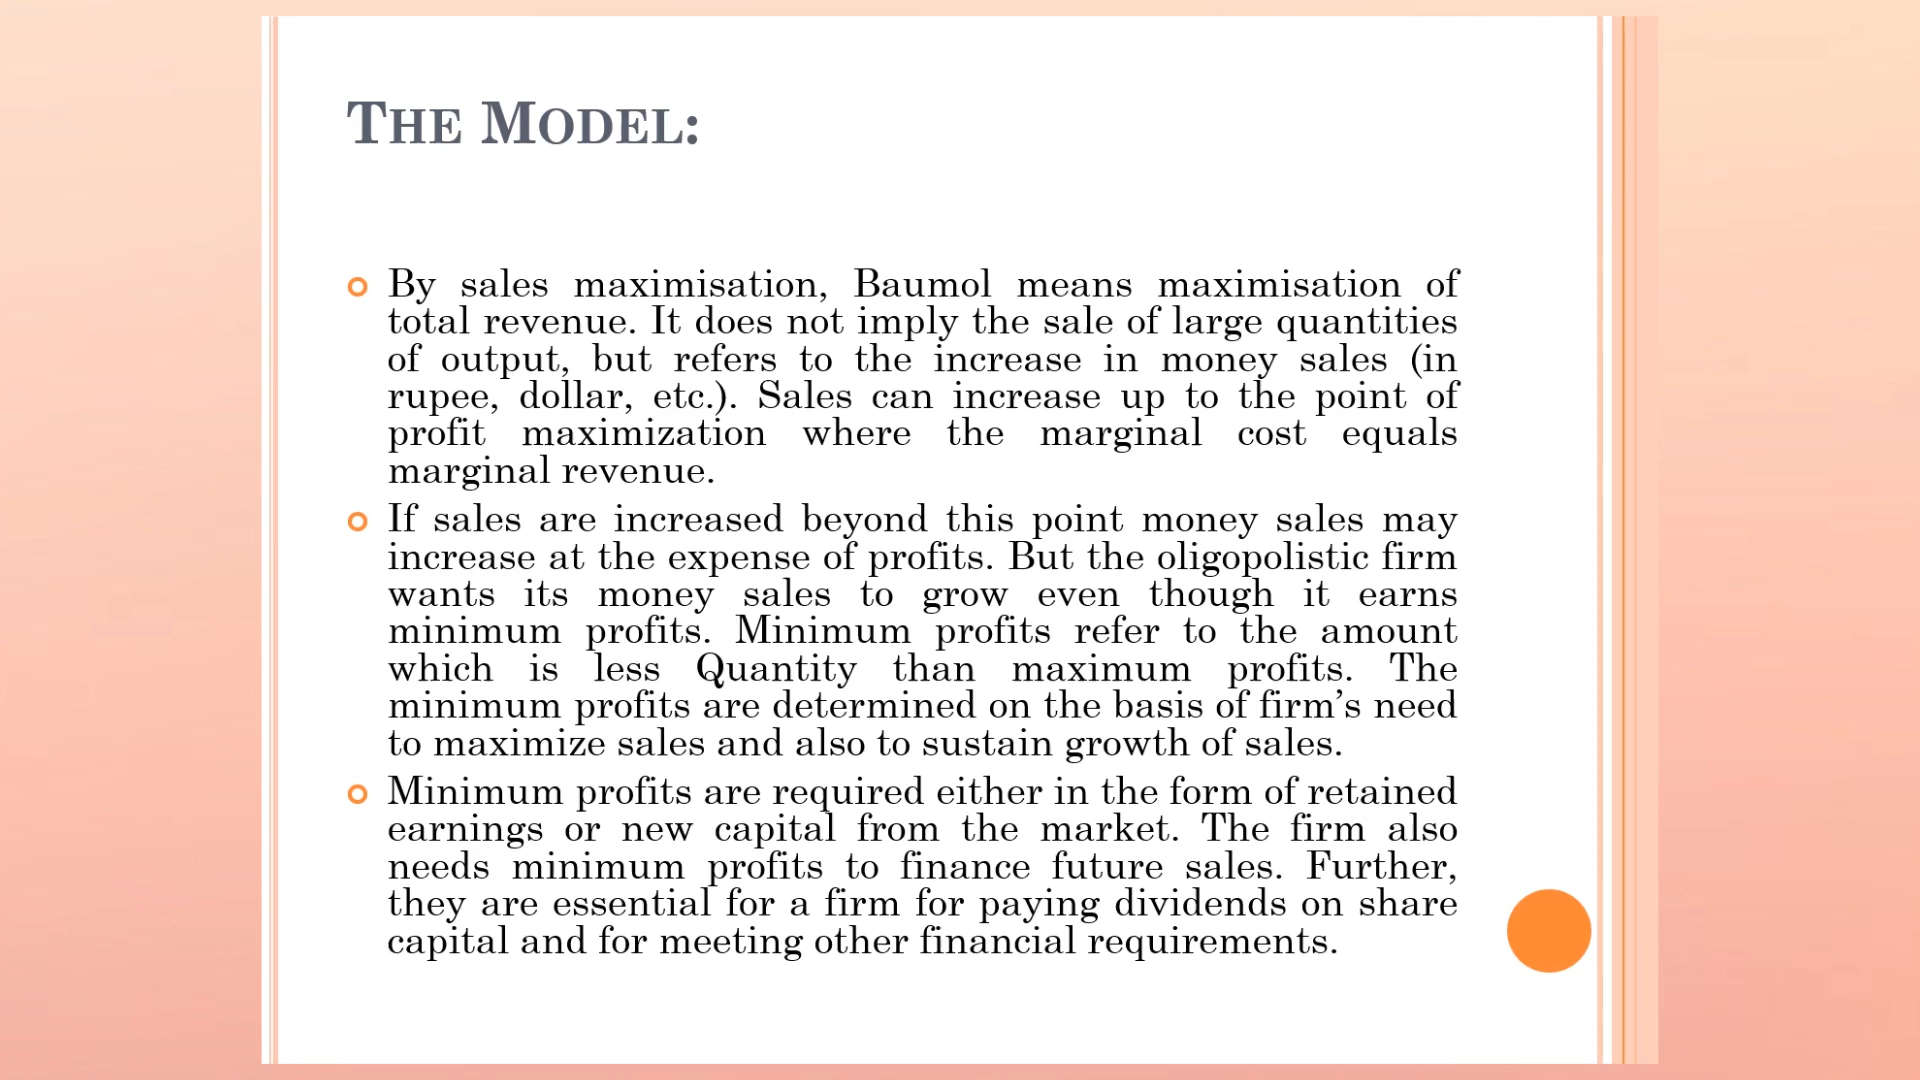 THE MODEL:
By sales maximisation, Baumol means maximisation of
total revenue. It does not imply the sale of large quantities
of output, but refers to the increase in money sales (in
rupee, dollar, etc.). Sales can increase up to the point of
profit maximization where the marginal cost equals
marginal revenue.
If sales are increased beyond this point money sales may
increase at the expense of profits. But the oligopolistic firm
wants its money sales to grow even though it earns
minimum profits. Minimum profits refer to the amount
which is less Quantity than maximum profits. The
minimum profits are determined on the basis of firm’s need
to maximize sales and also to sustain growth of sales.
Minimum profits are required either in the form of retained
earnings or new capital from the market. The firm also
needs minimum profits to finance future sales. Further,
they are essential for a firm for paying dividends on share
capital and for meeting other financial requirements.